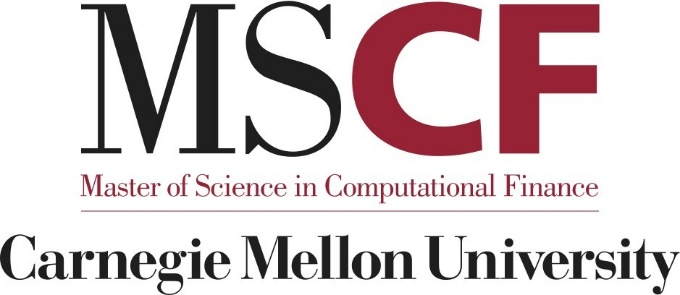 MSCF
Master of Science in Computational Finance
Carnegie Mellon University